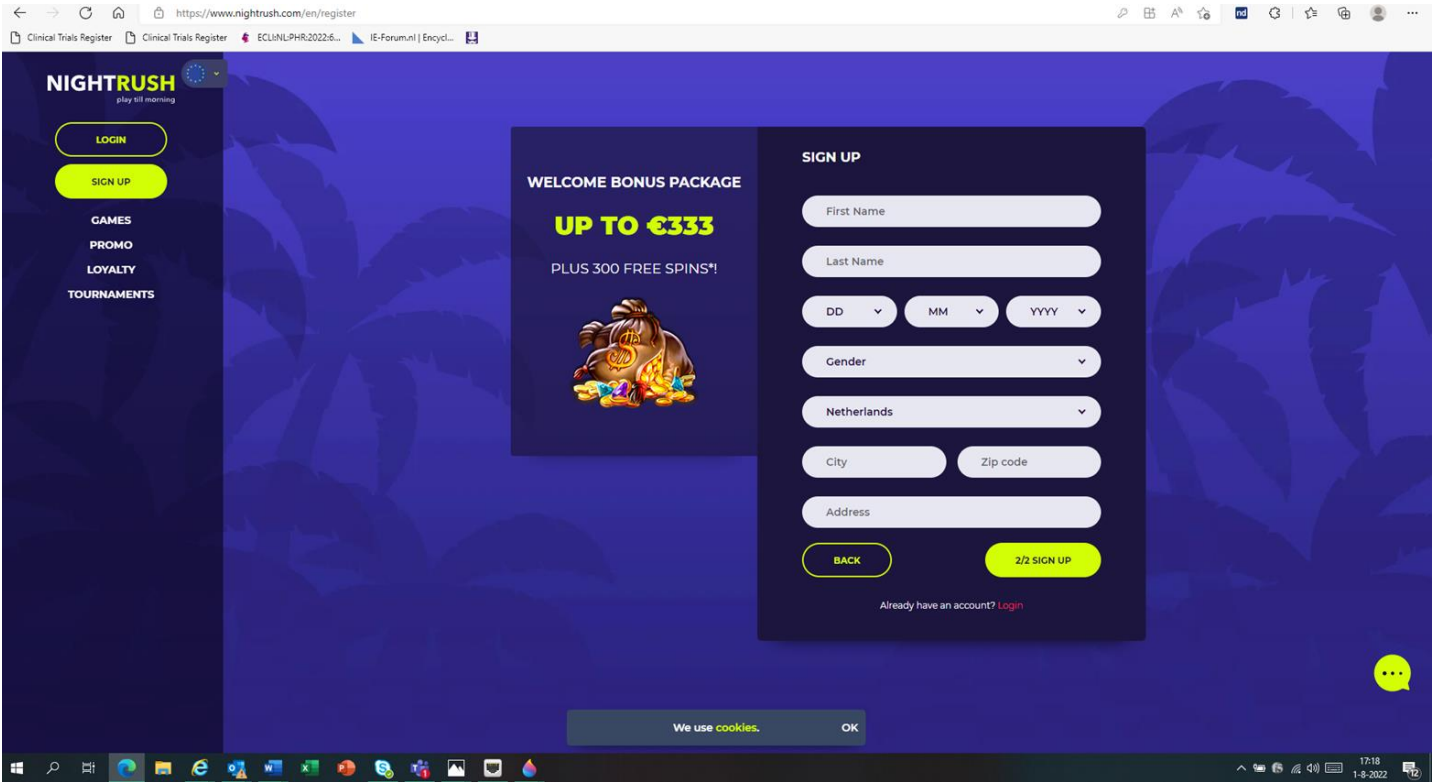 https://www.nightrush.com/en/register
nd
Clinical Trials Register
Clinical Trials Register
ECLI:NL:PHR:2022:6...
IE-Forum.nl | Encycl...
NIGHTRUSH
play till morning
LOGIN
SIGN UP
GAMES
PROMO
LOYALTY
TOURNAMENTS
WELCOME BONUS PACKAGE
UP TO €333
PLUS 300 FREE SPINS*!
SIGN UP
First Name
Last Name
DD MM YYYY
Gender
Netherlands
City Zip code
Address
BACK 2/2 SIGN UP
Already have an account? Login
We use cookies. OK
17:18
1-8-2022
12